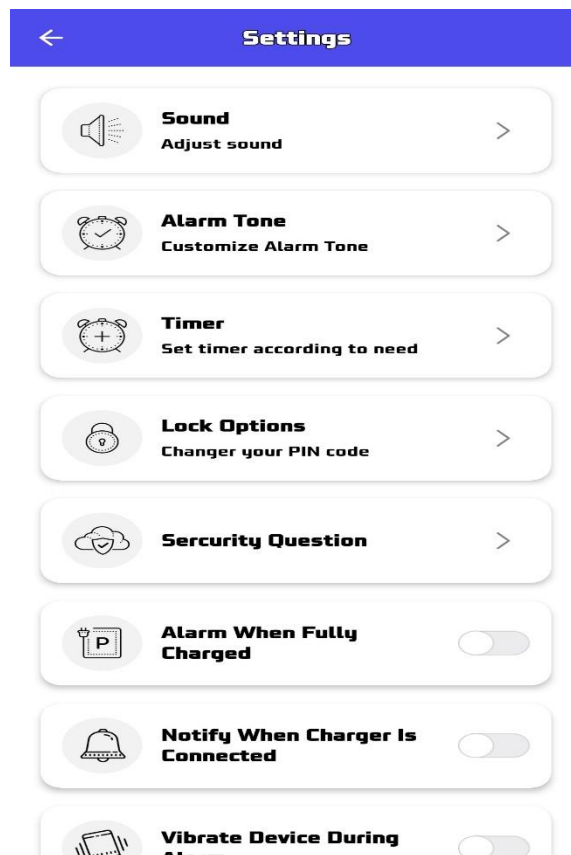 Settings
Sound
Adjust sound
Alarm Tone
Customize Alarm Tone
Timer
Set timer according to need
Lock Options
Changer your PIN code
Sercurity Question
P
Alarm When Fully
Charged
Notify When Charger Is
Connected
Vibrate Device During